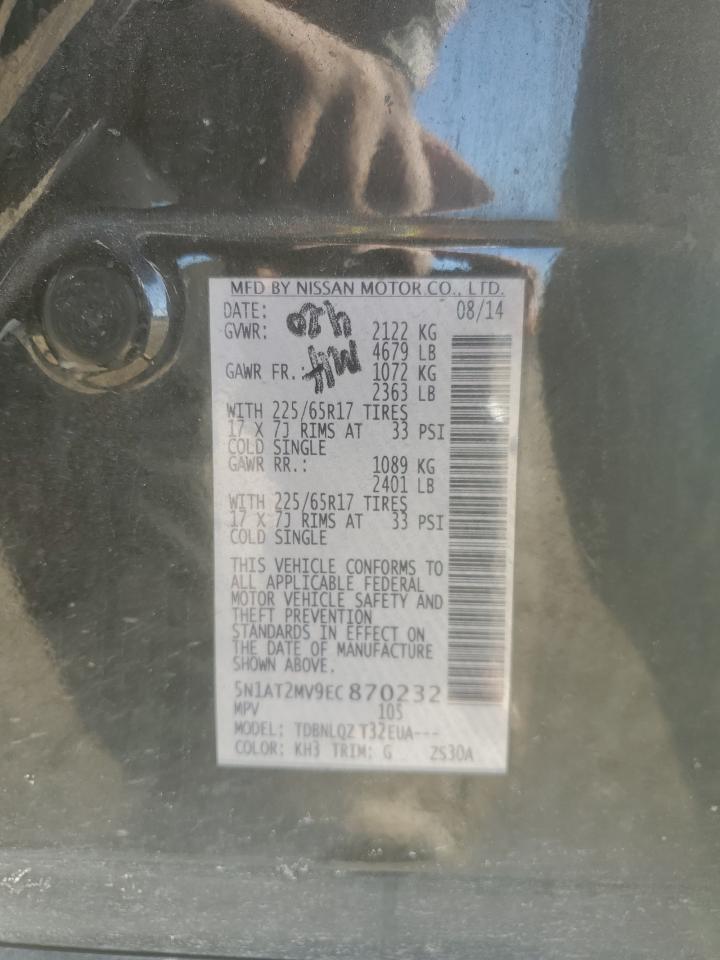 MFD BY NISSAN MOTOR CO., LTD.
DATE: 08/14
GVWR: 2122 KG
4679 LB
GAWR FR.: 1072 KG
2363 LB
WITH 225/65R17 TIRES
17 X 7J RIMS AT 33 PSI
COLD SINGLE
GAWR RR.: 1089 KG
2401 LB
WITH 225/65R17 TIRES
17 X 7J RIMS AT 33 PSI
COLD SINGLE
THIS VEHICLE CONFORMS TO
ALL APPLICABLE FEDERAL
MOTOR VEHICLE SAFETY AND
THEFT PREVENTION
STANDARDS IN EFFECT ON
THE DATE OF MANUFACTURE
SHOWN ABOVE.
5N1AT2MV9EC870232
MPV 105
MODEL: TDBNLQZ T32EUA---
COLOR: KH3 TRIM: G 2S30A